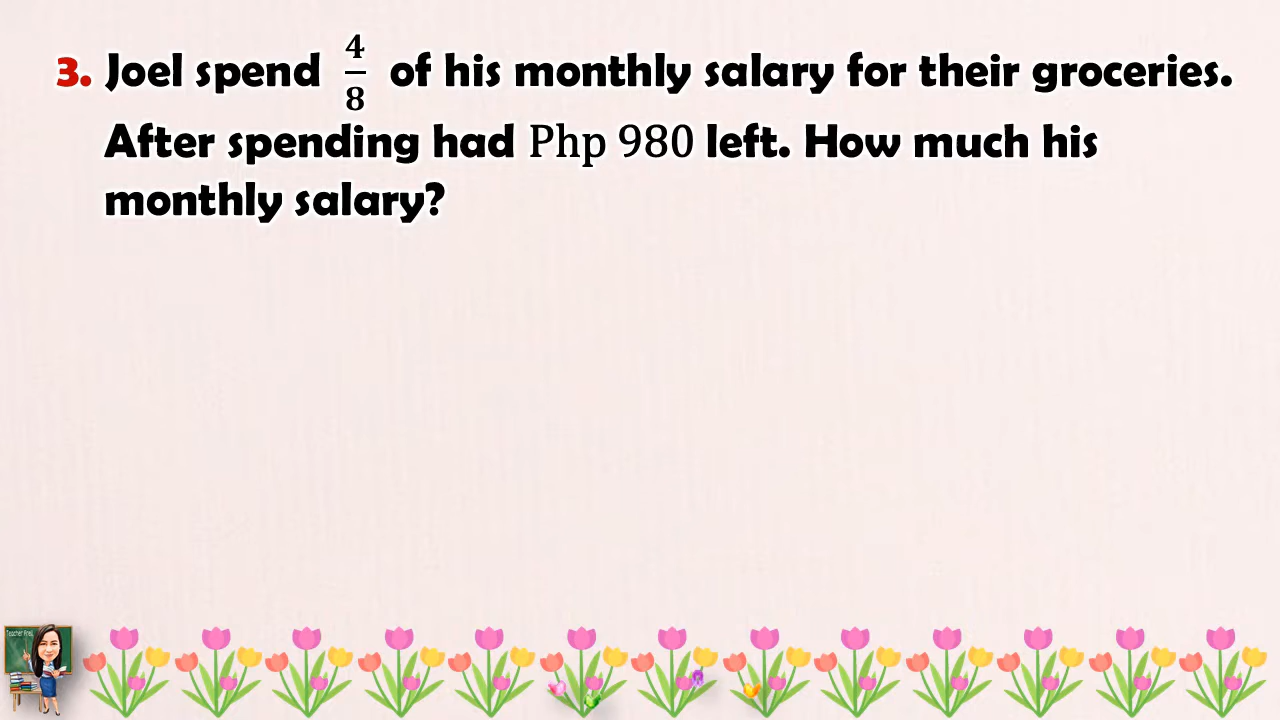 3. Joel spend 4/8 of his monthly salary for their groceries.
After spending had Php 980 left. How much his
monthly salary?